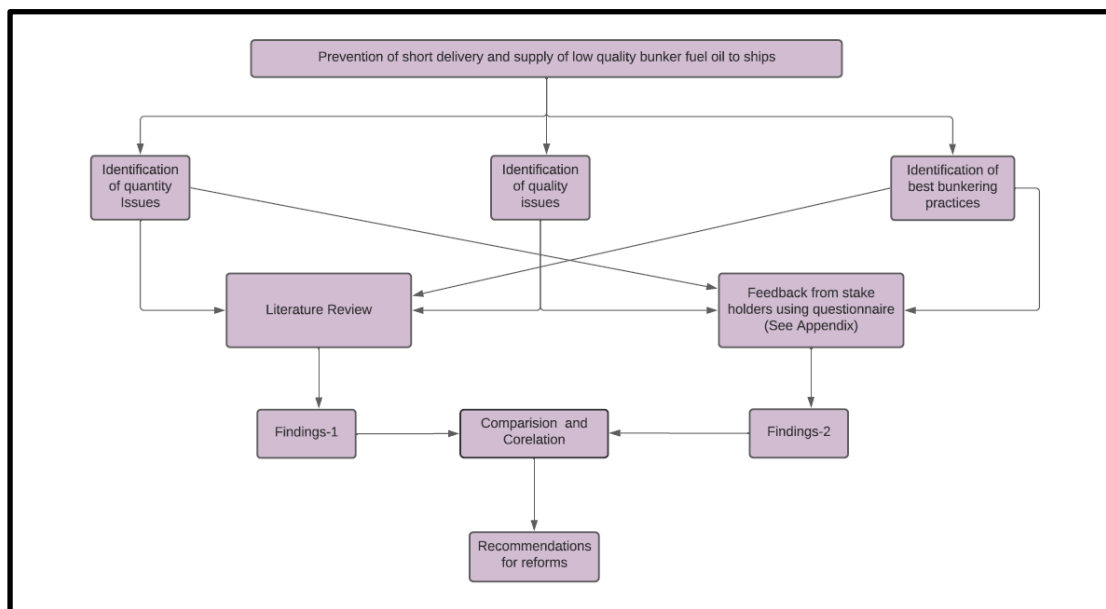 Prevention of short delivery and supply of low quality bunker fuel oil to ships
Identification
of quantity
Issues
Identification
of quality
issues
Identification of
best bunkering
practices
Literature Review
Feedback from stake
holders using questionnaire
(See Appendix)
Findings-1
Comparision and
Corelation
Findings-2
Recommendations
for reforms